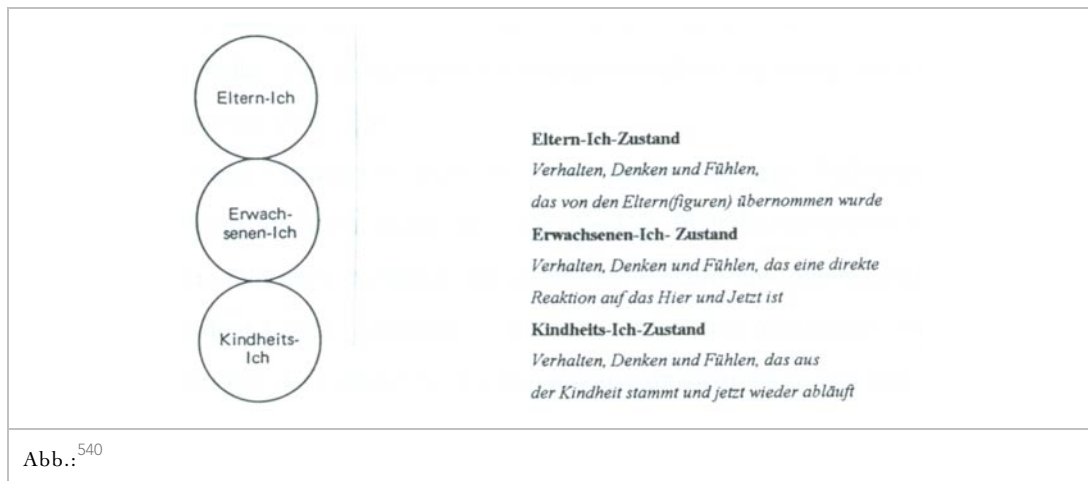 Eltern-Ich
Erwach-
senen-Ich
Kindheits-
Ich
Eltern-Ich-Zustand
Verhalten, Denken und Fühlen,
das von den Eltern(figuren) übernommen wurde
Erwachsenen-Ich- Zustand
Verhalten, Denken und Fühlen, das eine direkte
Reaktion auf das Hier und Jetzt ist
Kindheits-Ich-Zustand
Verhalten, Denken und Fühlen, das aus
der Kindheit stammt und jetzt wieder abläuft
Abb.:540